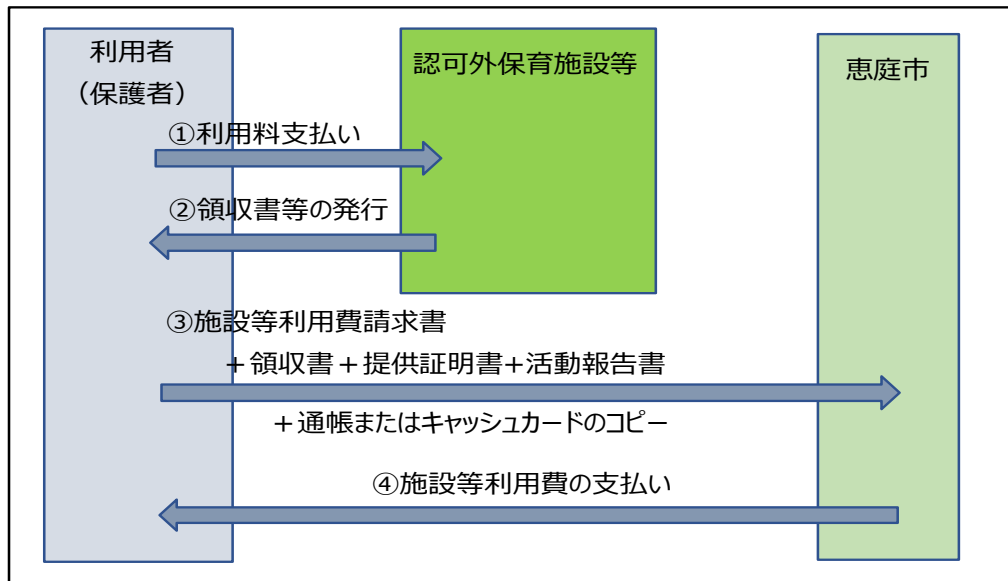 利用者
（保護者）
認可外保育施設等
恵庭市
①利用料支払い
②領収書等の発行
③施設等利用費請求書
＋領収書＋提供証明書+活動報告書
＋通帳またはキャッシュカードのコピー
④施設等利用費の支払い